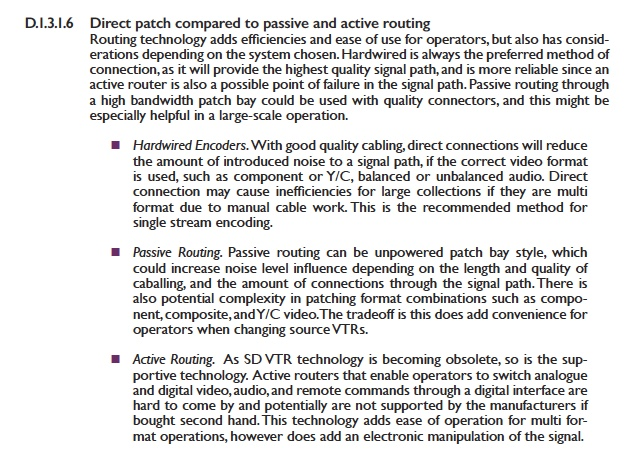 D.1.3.1.6 Direct patch compared to passive and active routing
Routing technology adds efficiencies and ease of use for operators, but also has consid-
erations depending on the system chosen. Hardwired is always the preferred method of
connection, as it will provide the highest quality signal path, and is more reliable since an
active router is also a possible point of failure in the signal path. Passive routing through
a high bandwidth patch bay could be used with quality connectors, and this might be
especially helpful in a large-scale operation.
■ Hardwired Encoders. With good quality cabling, direct connections will reduce
the amount of introduced noise to a signal path, if the correct video format
is used, such as component or Y/C, balanced or unbalanced audio. Direct
connection may cause inefficiencies for large collections if they are multi
format due to manual cable work. This is the recommended method for
single stream encoding.
■ Passive Routing. Passive routing can be unpowered patch bay style, which
could increase noise level influence depending on the length and quality of
caballing, and the amount of connections through the signal path. There is
also potential complexity in patching format combinations such as compo-
nent, composite, and Y/C video. The tradeoff is this does add convenience for
operators when changing source VTRs.
■ Active Routing. As SD VTR technology is becoming obsolete, so is the sup-
portive technology. Active routers that enable operators to switch analogue
and digital video, audio, and remote commands through a digital interface are
hard to come by and potentially are not supported by the manufacturers if
bought second hand. This technology adds ease of operation for multi for-
mat operations, however does add an electronic manipulation of the signal.